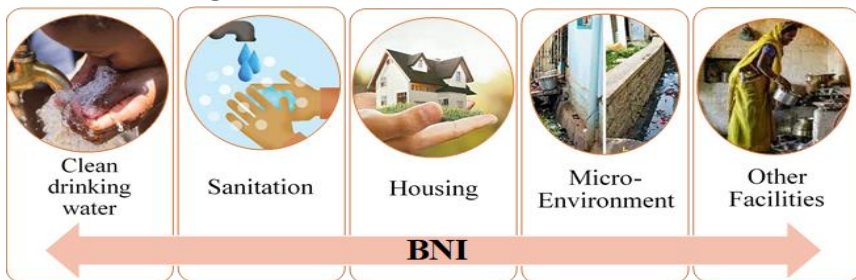 Clean
drinking
water
Sanitation
Housing
Micro-
Environment
Other
Facilities
BNI